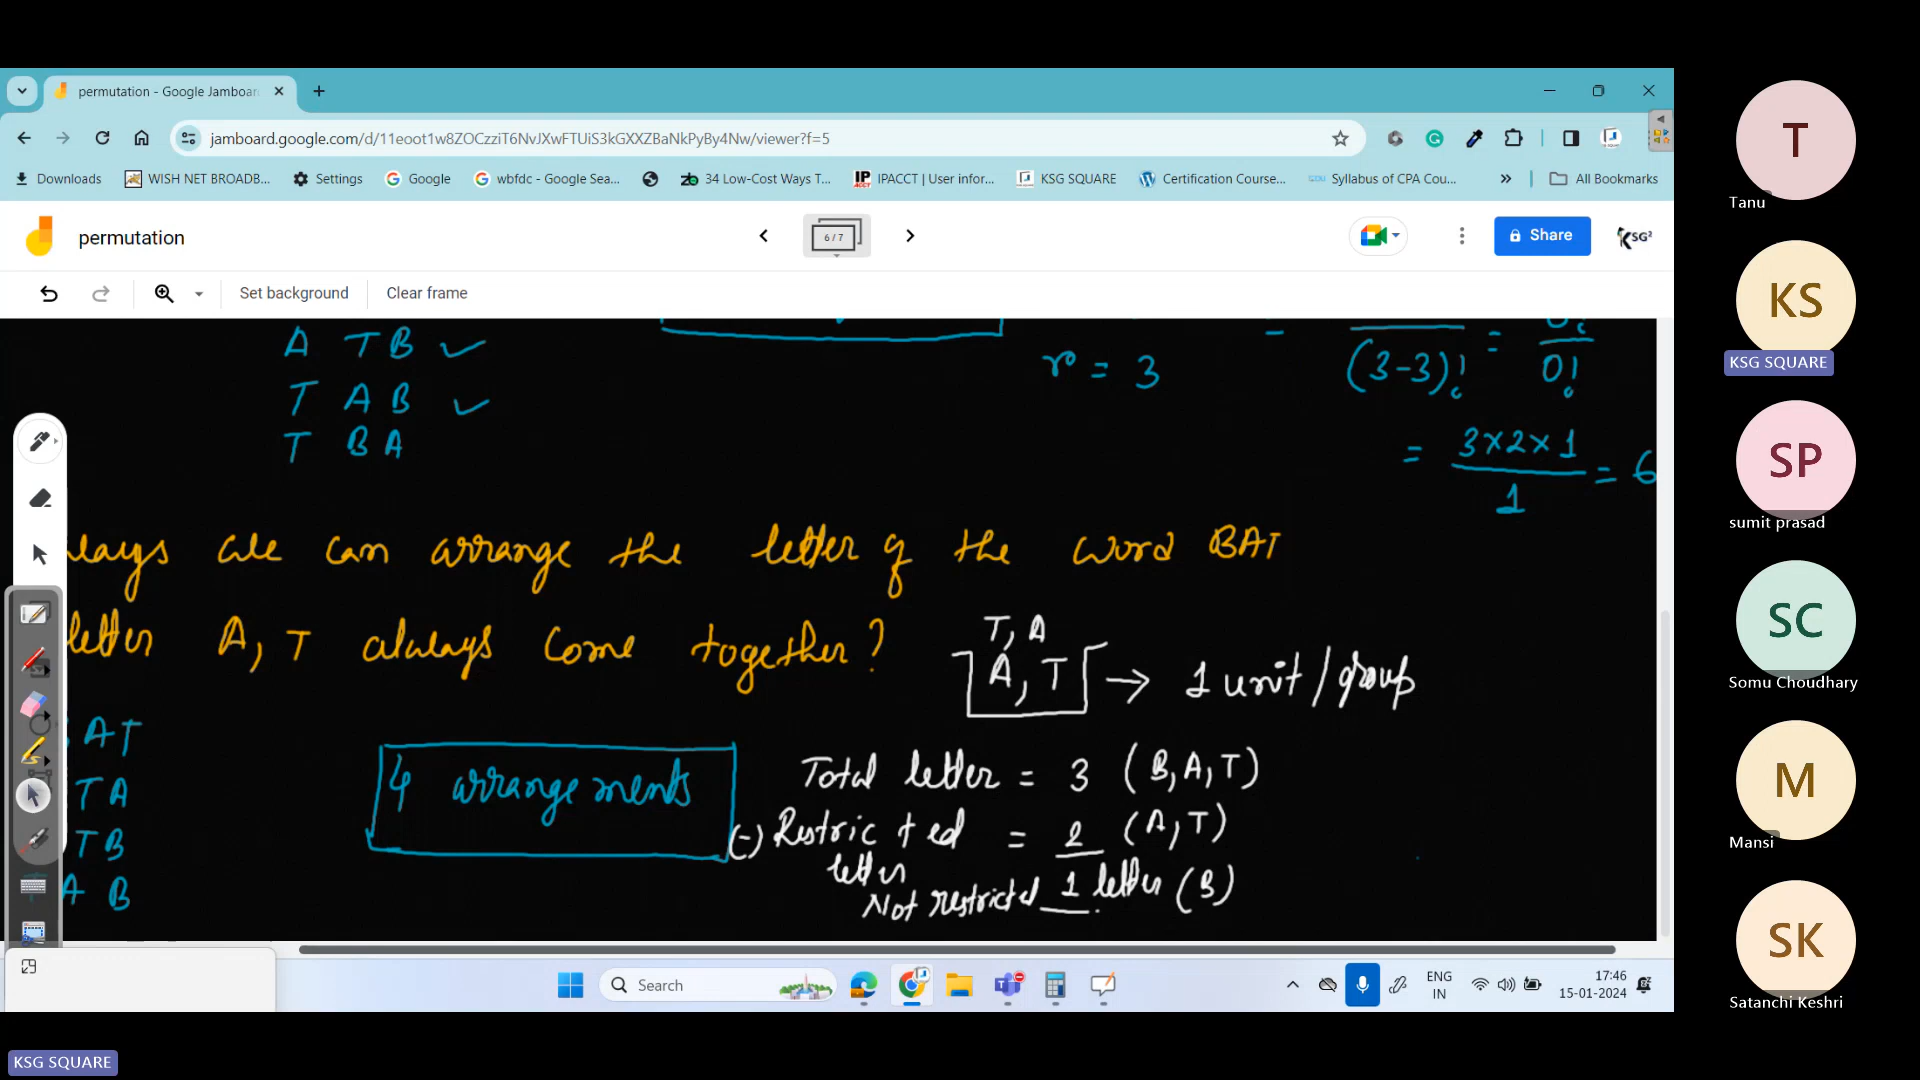 permutation - Google Jamboar
jamboard.google.com/d/11eoot1w8ZOCzziT6NvJXwFTUiS3kGXXZBaNkPyBy4Nw/viewer?f=5
Downloads WISH NET BROADB... Settings Google wbfdc - Google Sea... 34 Low-Cost Ways T... IPACCT | User infor... KSG SQUARE Certification Course... Syllabus of CPA Cou... » All Bookmarks
permutation 6 / 7 Share KSG²
Set background Clear frame
A T B ✓
T A B ✓
T B A
r = 3
(3-3)! = 0!
= 3×2×1 / 1 = 6
ways we can arrange the letter of the word BAT
letter A, T always come together?
T, A
A, T → 1 unit/group
AT
TA
TB
A B
4 arrangements
Total letter = 3 (B, A, T)
(-) Restricted letter = 2 (A, T)
Not restricted 1 letter (B)
Search
ENG
IN
17:46
15-01-2024
T
Tanu
KS
KSG SQUARE
SP
sumit prasad
SC
Somu Choudhary
M
Mansi
SK
Satanchi Keshri
KSG SQUARE